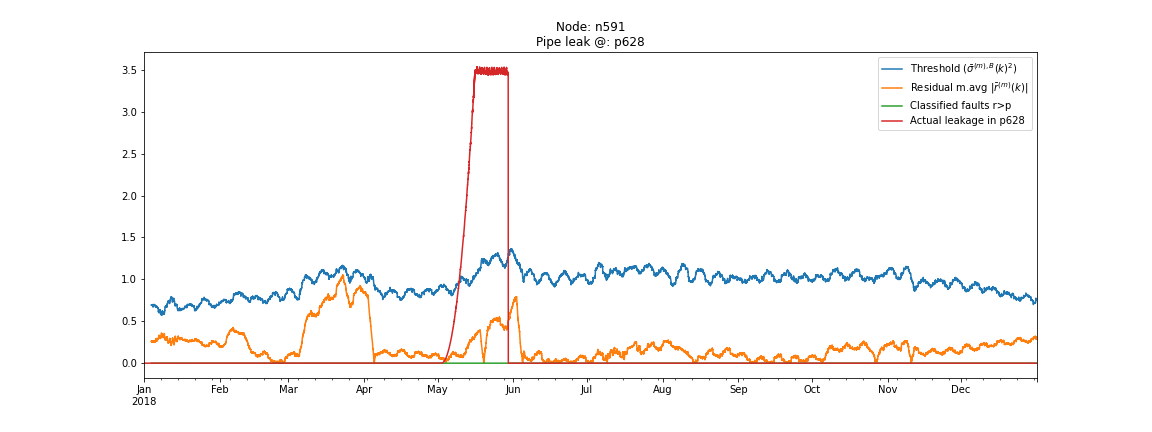 Node: n591
Pipe leak @: p628
3.5
3.0
2.5
2.0
1.5
1.0
0.5
0.0
Threshold (σ̄⁽ᵐ⁾,ᴮ(k)²)
Residual m.avg |r̄⁽ᵐ⁾(k)|
Classified faults r>p
Actual leakage in p628
Jan Feb Mar Apr May Jun Jul Aug Sep Oct Nov Dec
2018